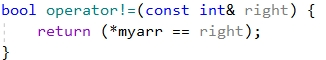 bool operator!=(const int& right) {
    return (*myarr == right);
}